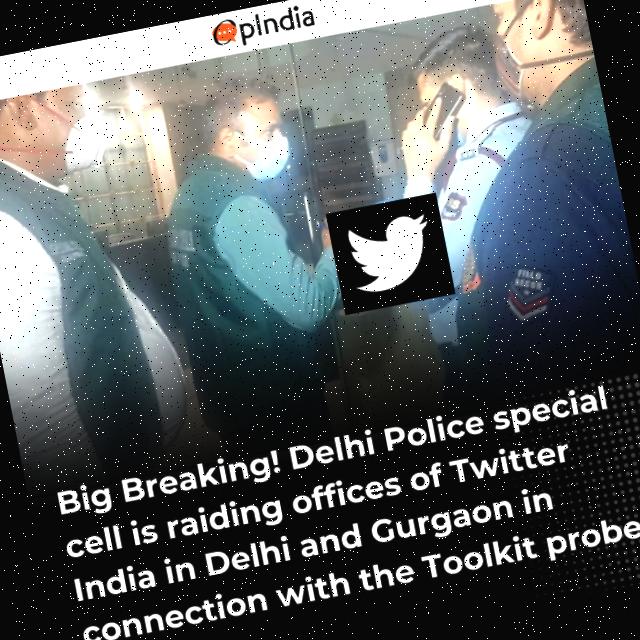 OpIndia
Big Breaking! Delhi Police special
cell is raiding offices of Twitter
India in Delhi and Gurgaon in
connection with the Toolkit probe